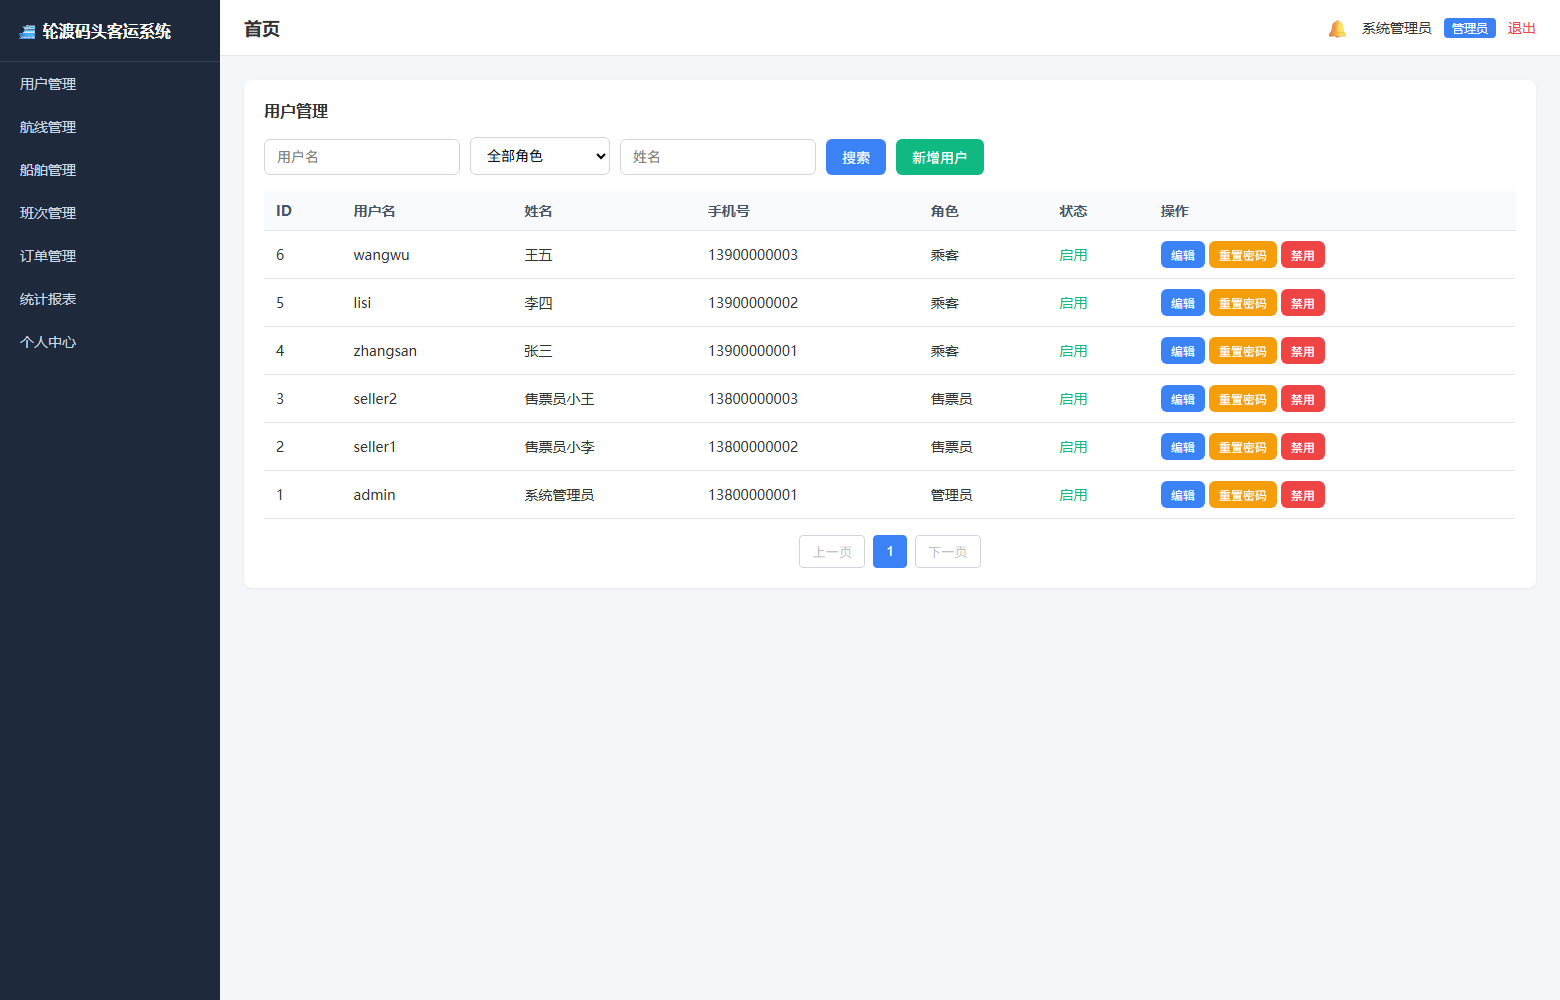 轮渡码头客运系统
用户管理
航线管理
船舶管理
班次管理
订单管理
统计报表
个人中心
首页
系统管理员 管理员 退出
用户管理
用户名 全部角色 姓名 搜索 新增用户
ID 用户名 姓名 手机号 角色 状态 操作
6 wangwu 王五 13900000003 乘客 启用 编辑 重置密码 禁用
5 lisi 李四 13900000002 乘客 启用 编辑 重置密码 禁用
4 zhangsan 张三 13900000001 乘客 启用 编辑 重置密码 禁用
3 seller2 售票员小王 13800000003 售票员 启用 编辑 重置密码 禁用
2 seller1 售票员小李 13800000002 售票员 启用 编辑 重置密码 禁用
1 admin 系统管理员 13800000001 管理员 启用 编辑 重置密码 禁用
上一页 1 下一页